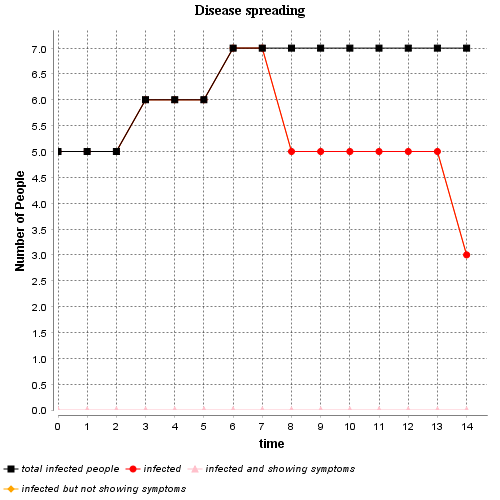 Disease spreading
Number of People
7.0
6.5
6.0
5.5
5.0
4.5
4.0
3.5
3.0
2.5
2.0
1.5
1.0
0.5
0.0
0 1 2 3 4 5 6 7 8 9 10 11 12 13 14
time
total infected people infected infected and showing symptoms
infected but not showing symptoms